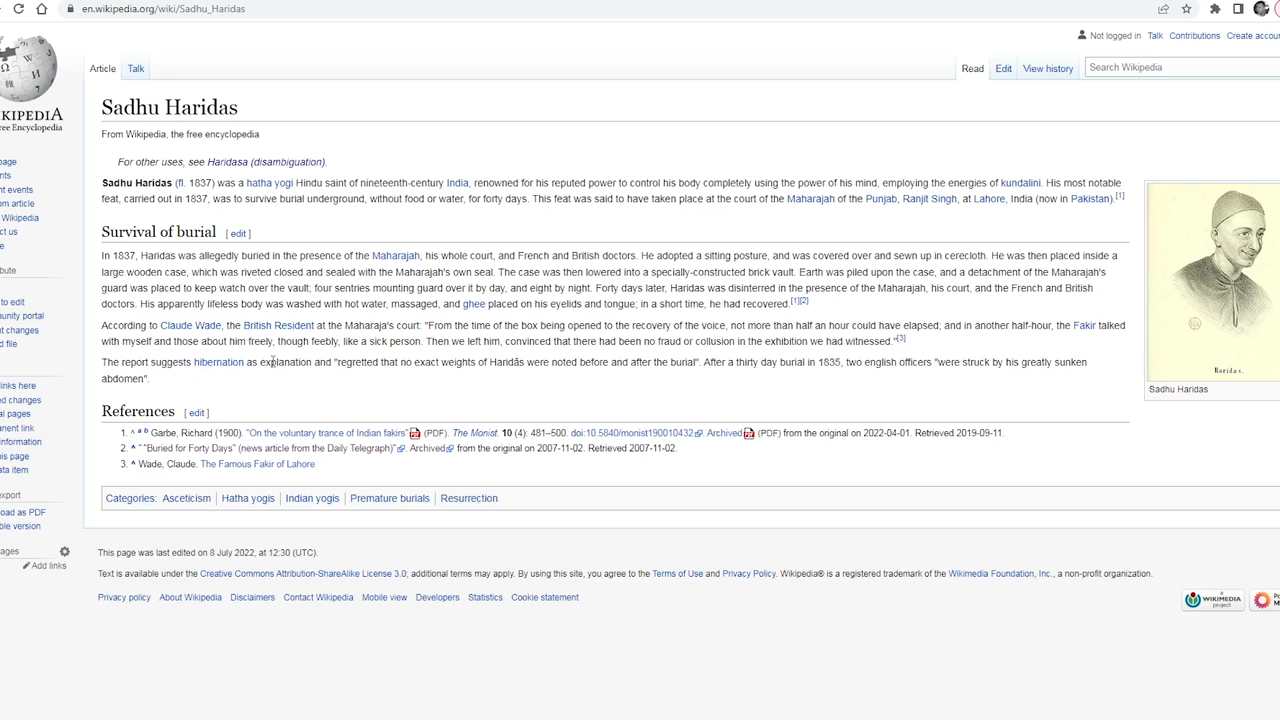 en.wikipedia.org/wiki/Sadhu_Haridas
Not logged in Talk Contributions Create accou
Article Talk Read Edit View history Search Wikipedia
W
Ω
И
IKIPEDIA
ree Encyclopedia
page
nts
nt events
om article
Wikipedia
ct us
e
ibute
edit
unity portal
nt changes
d file
links here
ed changes
al pages
anent link
information
his page
ata item
export
load as PDF
ble version
ages
Add links
Sadhu Haridas
From Wikipedia, the free encyclopedia
For other uses, see Haridasa (disambiguation).
Sadhu Haridas (fl. 1837) was a hatha yogi Hindu saint of nineteenth-century India, renowned for his reputed power to control his body completely using the power of his mind, employing the energies of kundalini. His most notable
feat, carried out in 1837, was to survive burial underground, without food or water, for forty days. This feat was said to have taken place at the court of the Maharajah of the Punjab, Ranjit Singh, at Lahore, India (now in Pakistan).[1]
Survival of burial [ edit ]
In 1837, Haridas was allegedly buried in the presence of the Maharajah, his whole court, and French and British doctors. He adopted a sitting posture, and was covered over and sewn up in cerecloth. He was then placed inside a
large wooden case, which was riveted closed and sealed with the Maharajah's own seal. The case was then lowered into a specially-constructed brick vault. Earth was piled upon the case, and a detachment of the Maharajah's
guard was placed to keep watch over the vault; four sentries mounting guard over it by day, and eight by night. Forty days later, Haridas was disinterred in the presence of the Maharajah, his court, and the French and British
doctors. His apparently lifeless body was washed with hot water, massaged, and ghee placed on his eyelids and tongue; in a short time, he had recovered.[1][2]
According to Claude Wade, the British Resident at the Maharaja's court: "From the time of the box being opened to the recovery of the voice, not more than half an hour could have elapsed; and in another half-hour, the Fakir talked
with myself and those about him freely, though feebly, like a sick person. Then we left him, convinced that there had been no fraud or collusion in the exhibition we had witnessed."[3]
The report suggests hibernation as explanation and "regretted that no exact weights of Haridâs were noted before and after the burial". After a thirty day burial in 1835, two english officers "were struck by his greatly sunken
abdomen".
Haridas.
Sadhu Haridas
References [ edit ]
1. ^ a b Garbe, Richard (1900). "On the voluntary trance of Indian fakirs" (PDF). The Monist. 10 (4): 481–500. doi:10.5840/monist190010432. Archived (PDF) from the original on 2022-04-01. Retrieved 2019-09-11.
2. ^ " "Buried for Forty Days" (news article from the Daily Telegraph)". Archived from the original on 2007-11-02. Retrieved 2007-11-02.
3. ^ Wade, Claude. The Famous Fakir of Lahore
Categories: Asceticism | Hatha yogis | Indian yogis | Premature burials | Resurrection
This page was last edited on 8 July 2022, at 12:30 (UTC).
Text is available under the Creative Commons Attribution-ShareAlike License 3.0; additional terms may apply. By using this site, you agree to the Terms of Use and Privacy Policy. Wikipedia® is a registered trademark of the Wikimedia Foundation, Inc., a non-profit organization.
Privacy policy About Wikipedia Disclaimers Contact Wikipedia Mobile view Developers Statistics Cookie statement
A WIKIMEDIA project